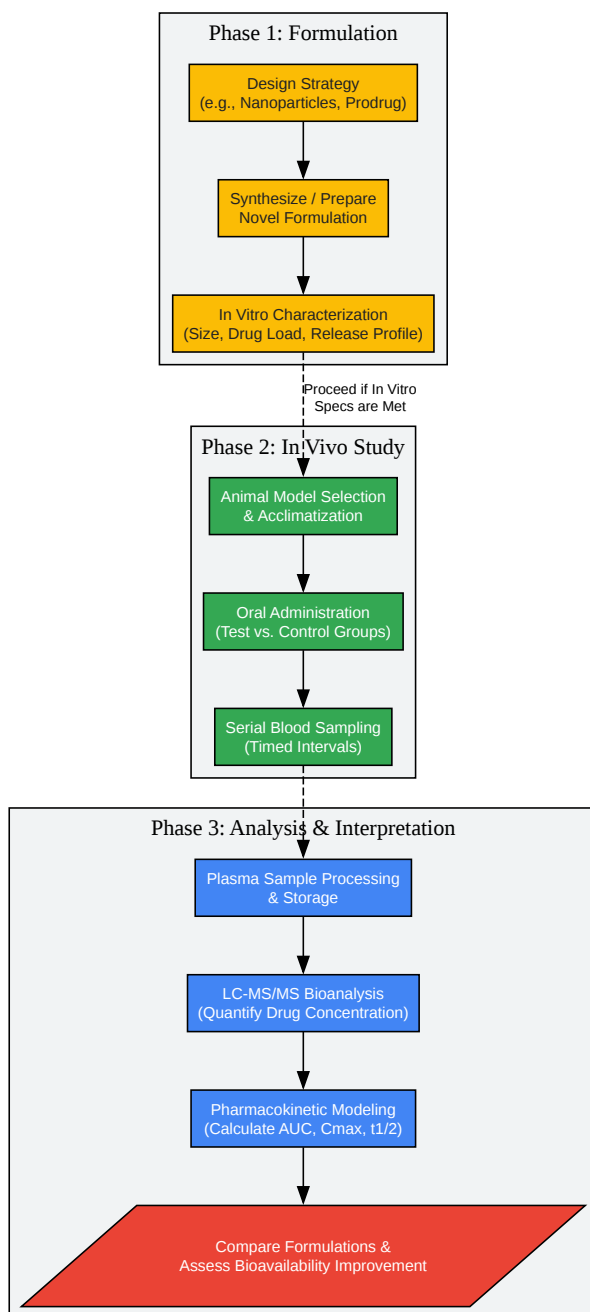 Phase 1: Formulation
Design Strategy
(e.g., Nanoparticles, Prodrug)
Synthesize / Prepare
Novel Formulation
In Vitro Characterization
(Size, Drug Load, Release Profile)
Proceed if In Vitro
Specs are Met
Phase 2: In Vivo Study
Animal Model Selection
& Acclimatization
Oral Administration
(Test vs. Control Groups)
Serial Blood Sampling
(Timed Intervals)
Phase 3: Analysis & Interpretation
Plasma Sample Processing
& Storage
LC-MS/MS Bioanalysis
(Quantify Drug Concentration)
Pharmacokinetic Modeling
(Calculate AUC, Cmax, t1/2)
Compare Formulations &
Assess Bioavailability Improvement